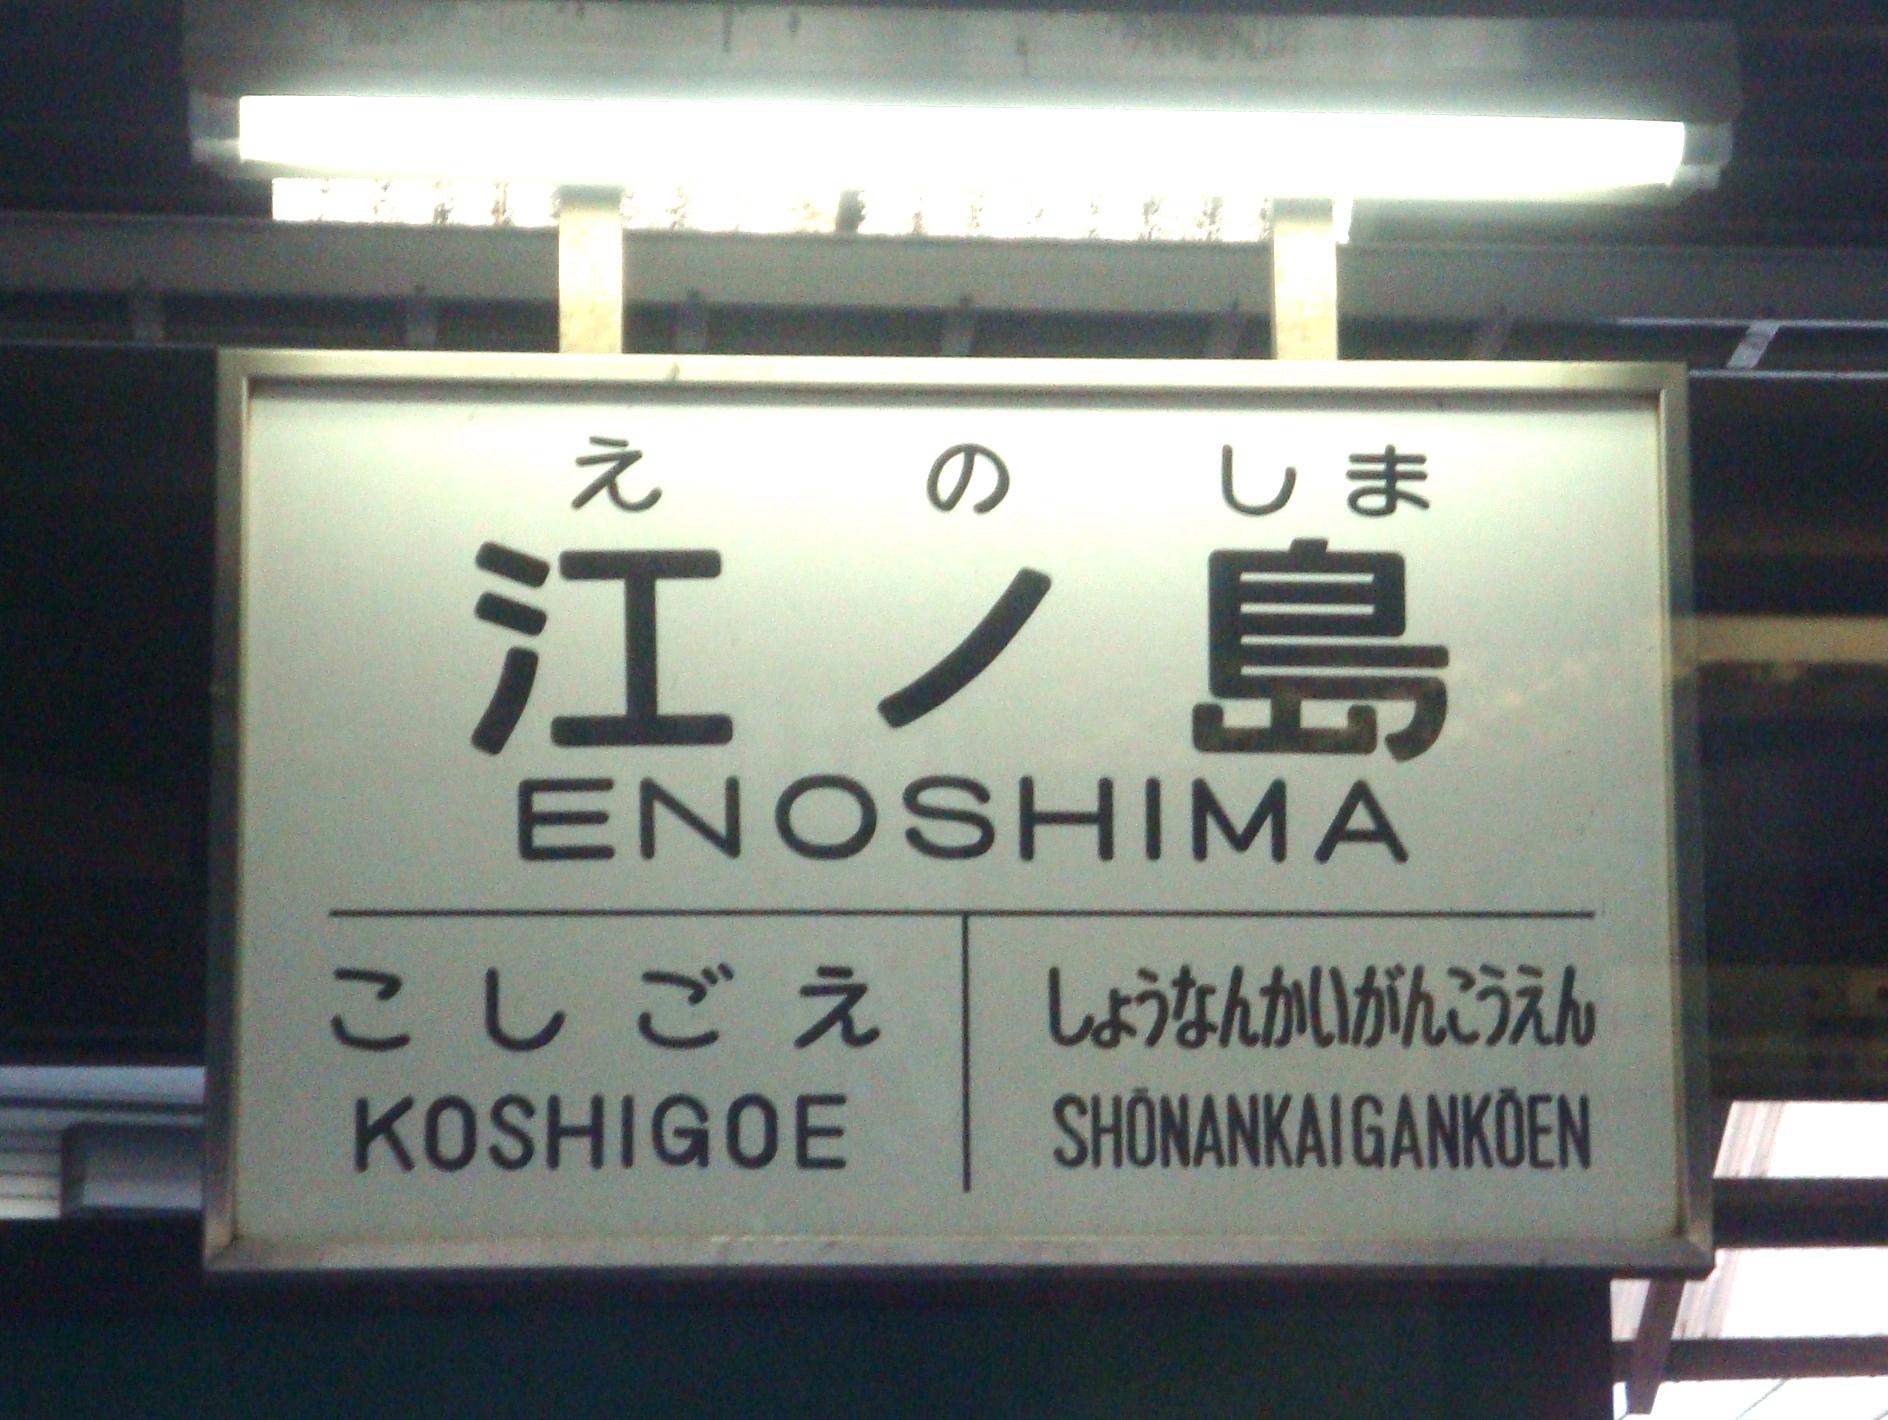 えのしま
江ノ島
ENOSHIMA
こしごえ
KOSHIGOE
しょうなんかいがんこうえん
SHŌNANKAIGANKŌEN